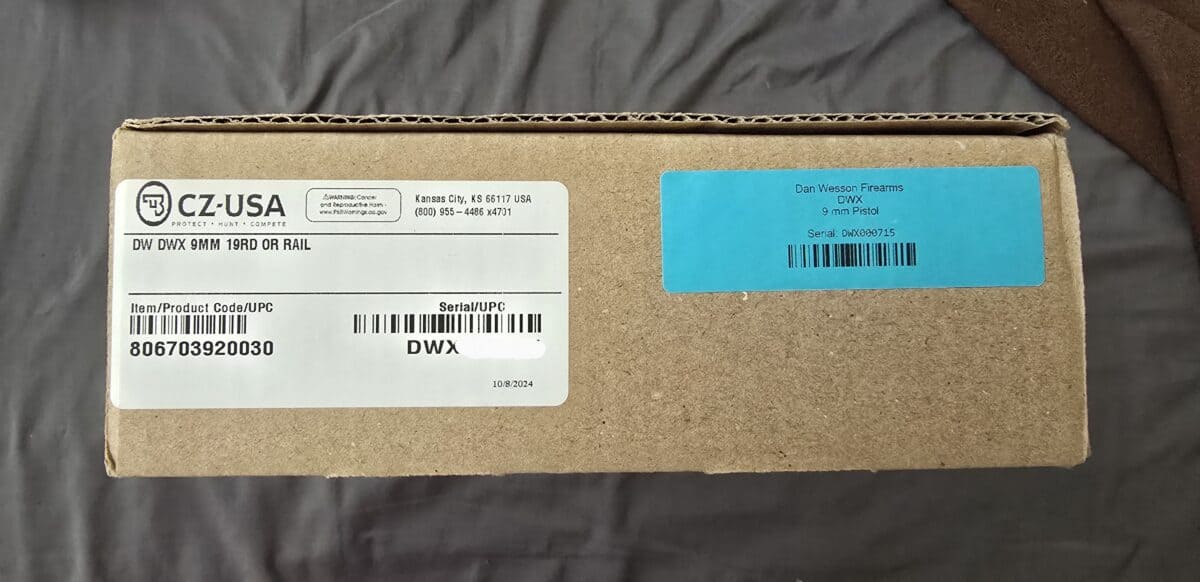 CZ-USA
PROTECT • HUNT • COMPETE
⚠WARNING: Cancer
and Reproductive Harm -
www.P65Warnings.ca.gov
Kansas City, KS 66117 USA
(800) 955-4486 x4701
DW DWX 9MM 19RD OR RAIL
Item/Product Code/UPC
806703920030
Serial/UPC
DWX
10/8/2024
Dan Wesson Firearms
DWX
9 mm Pistol
Serial: DWX000715